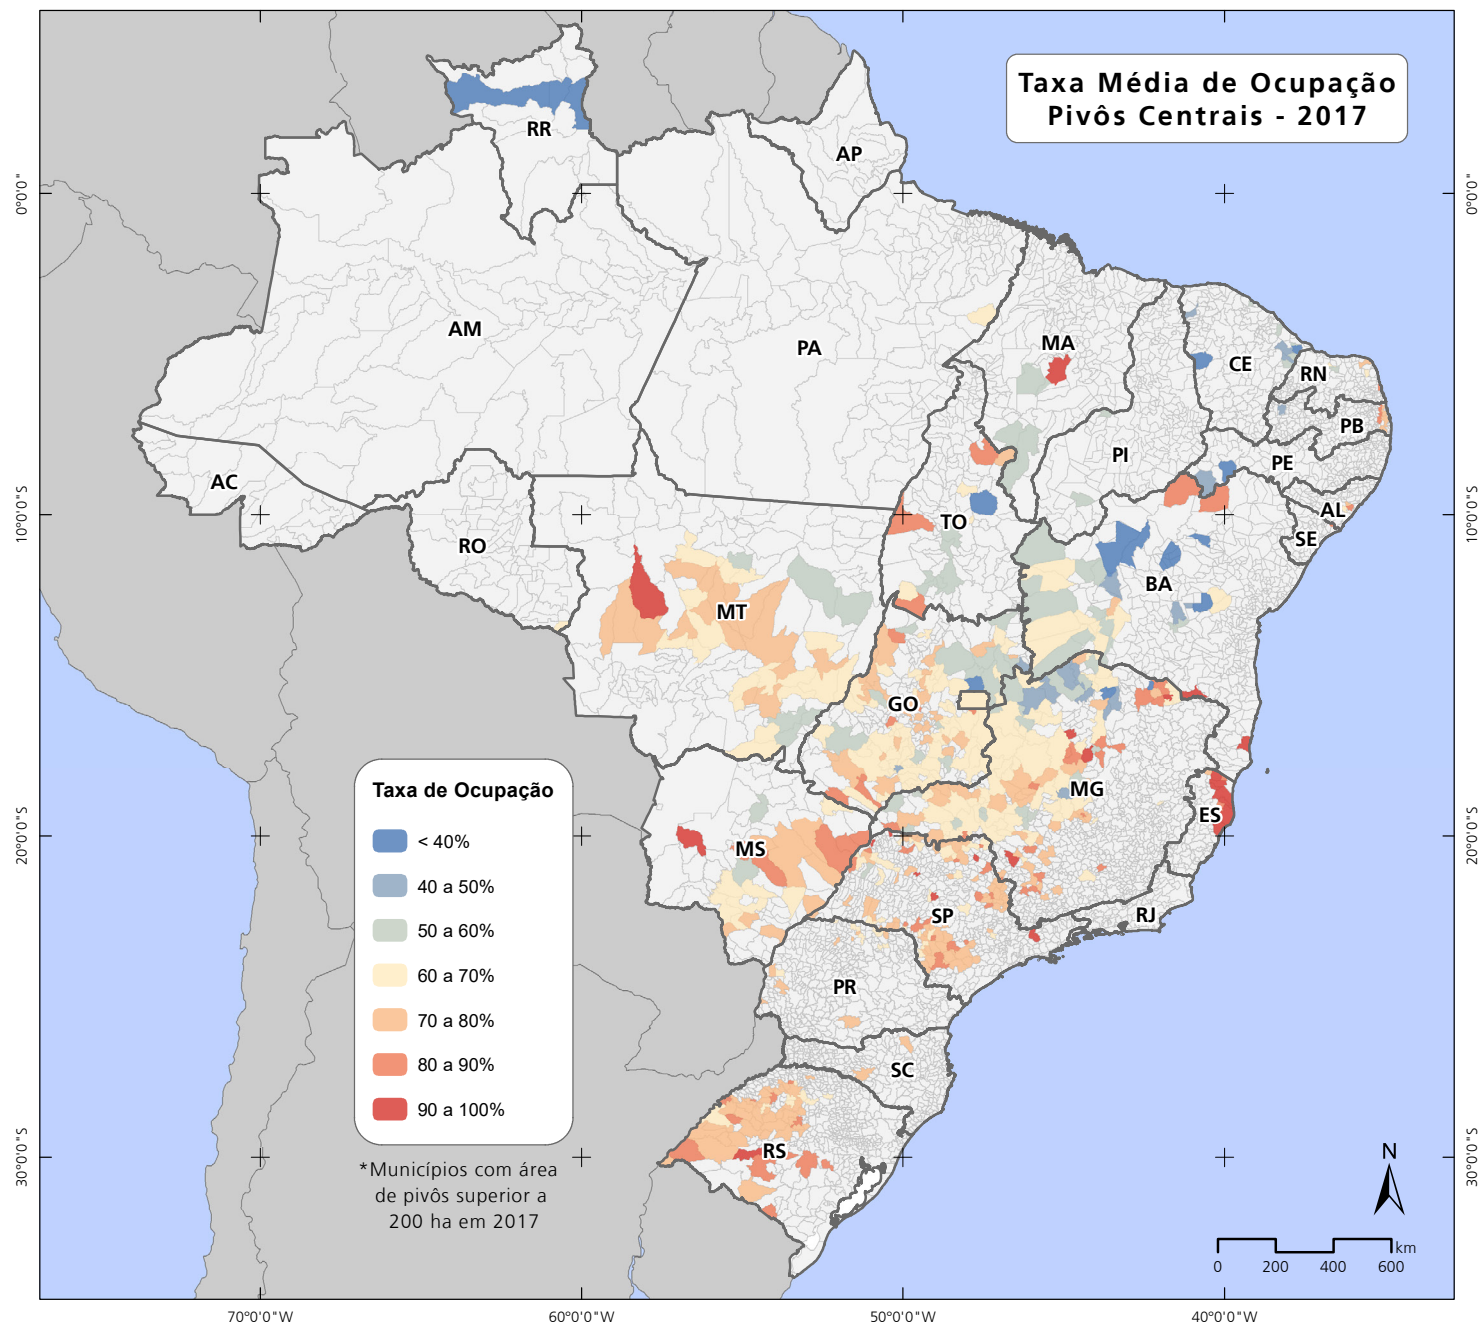 Taxa Média de Ocupação
Pivôs Centrais - 2017
RR
AP
AM
PA
MA
CE
RN
PB
PI
PE
AC
AL
TO
SE
RO
BA
MT
GO
MG
ES
MS
SP
RJ
PR
SC
RS
Taxa de Ocupação
< 40%
40 a 50%
50 a 60%
60 a 70%
70 a 80%
80 a 90%
90 a 100%
*Municípios com área
de pivôs superior a
200 ha em 2017
N
km
0 200 400 600
0°0'0"
10°0'0"S
20°0'0"S
30°0'0"S
0°0'0"
10°0'0"S
20°0'0"S
30°0'0"S
70°0'0"W 60°0'0"W 50°0'0"W 40°0'0"W